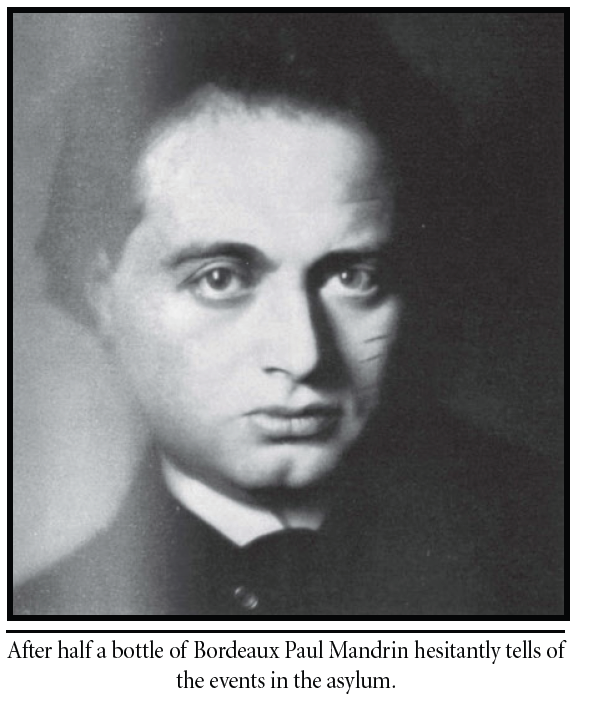 After half a bottle of Bordeaux Paul Mandrin hesitantly tells of
the events in the asylum.